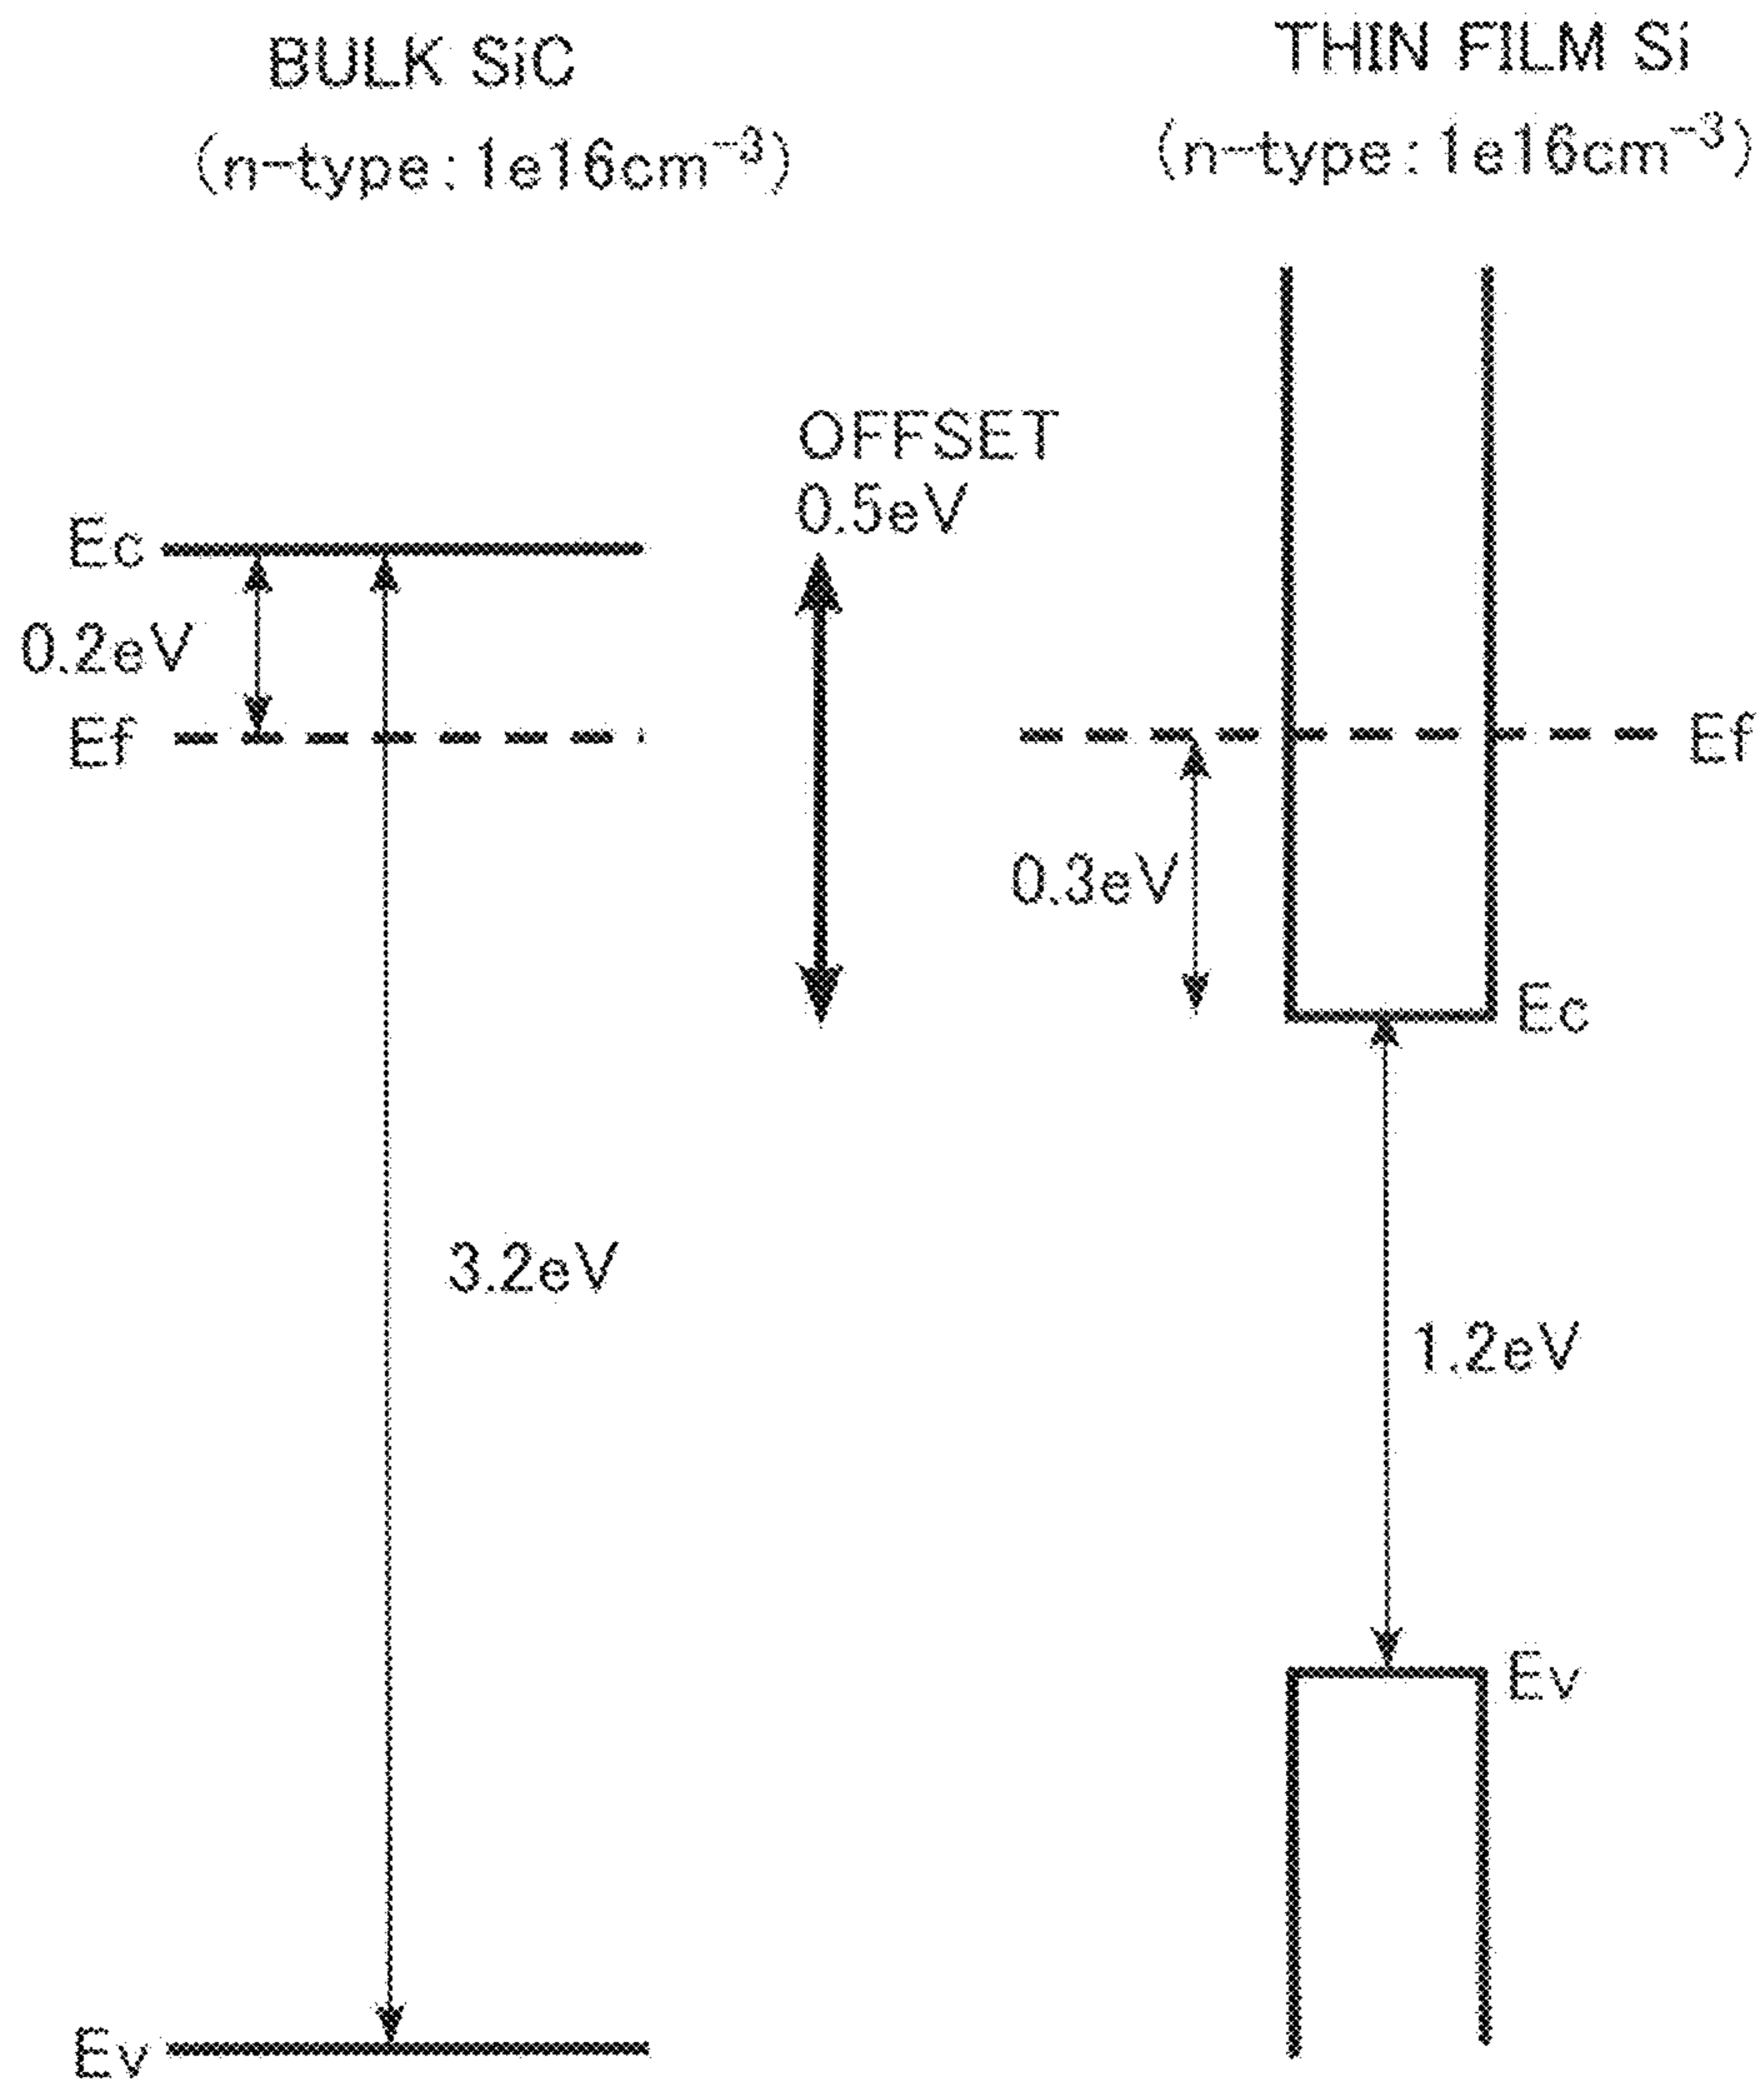 BULK SiC
(n-type:1e16cm⁻³)
THIN FILM Si
(n-type:1e16cm⁻³)
OFFSET
0.5eV
Ec
0.2eV
Ef
Ef
0.3eV
Ec
3.2eV
1.2eV
Ev
Ev